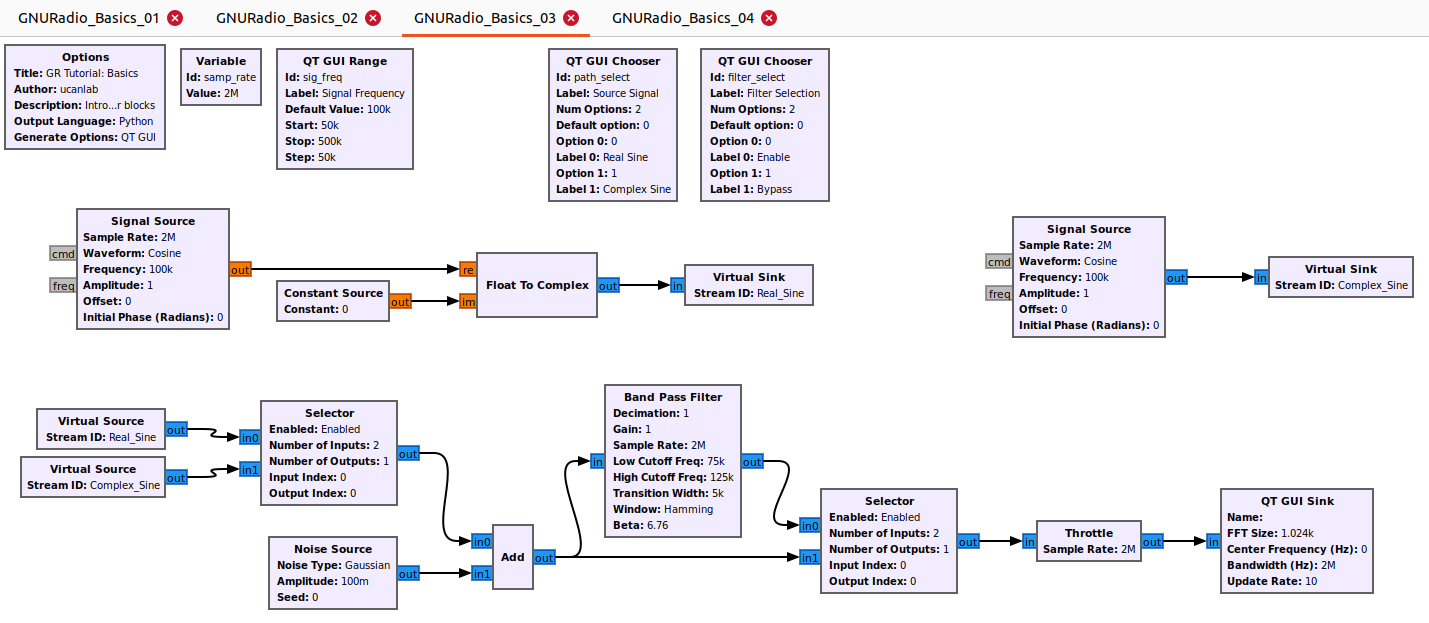 GNURadio_Basics_01 GNURadio_Basics_02 GNURadio_Basics_03 GNURadio_Basics_04
Options
Title: GR Tutorial: Basics
Author: ucanlab
Description: Intro...r blocks
Output Language: Python
Generate Options: QT GUI
Variable
Id: samp_rate
Value: 2M
QT GUI Range
Id: sig_freq
Label: Signal Frequency
Default Value: 100k
Start: 50k
Stop: 500k
Step: 50k
QT GUI Chooser
Id: path_select
Label: Source Signal
Num Options: 2
Default option: 0
Option 0: 0
Label 0: Real Sine
Option 1: 1
Label 1: Complex Sine
QT GUI Chooser
Id: filter_select
Label: Filter Selection
Num Options: 2
Default option: 0
Option 0: 0
Label 0: Enable
Option 1: 1
Label 1: Bypass
Signal Source
Sample Rate: 2M
Waveform: Cosine
Frequency: 100k
Amplitude: 1
Offset: 0
Initial Phase (Radians): 0
cmd
freq
out
Constant Source
Constant: 0
out
re
im
Float To Complex
out
in
Virtual Sink
Stream ID: Real_Sine
cmd
freq
Signal Source
Sample Rate: 2M
Waveform: Cosine
Frequency: 100k
Amplitude: 1
Offset: 0
Initial Phase (Radians): 0
out
in
Virtual Sink
Stream ID: Complex_Sine
Virtual Source
Stream ID: Real_Sine
out
Virtual Source
Stream ID: Complex_Sine
out
in0
in1
Selector
Enabled: Enabled
Number of Inputs: 2
Number of Outputs: 1
Input Index: 0
Output Index: 0
out
Noise Source
Noise Type: Gaussian
Amplitude: 100m
Seed: 0
out
in0
in1
Add
out
in
Band Pass Filter
Decimation: 1
Gain: 1
Sample Rate: 2M
Low Cutoff Freq: 75k
High Cutoff Freq: 125k
Transition Width: 5k
Window: Hamming
Beta: 6.76
out
in0
in1
Selector
Enabled: Enabled
Number of Inputs: 2
Number of Outputs: 1
Input Index: 0
Output Index: 0
out
in
Throttle
Sample Rate: 2M
out
in
QT GUI Sink
Name:
FFT Size: 1.024k
Center Frequency (Hz): 0
Bandwidth (Hz): 2M
Update Rate: 10